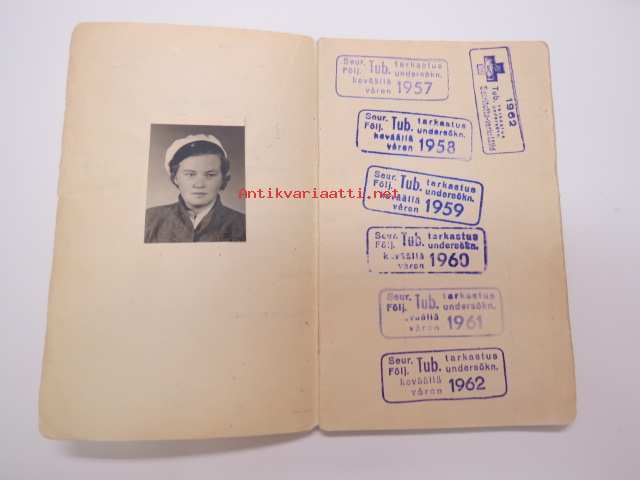 Seur. Tub. tarkastus
Följ. undersökn.
keväällä 1957
våren
Seur. Tub. tarkastus
Följ. undersökn.
keväällä 1958
våren
Seur. Tub. tarkastus
Följ. undersökn.
keväällä 1959
våren
Seur. Tub. tarkastus
Följ. undersökn.
keväällä 1960
våren
Seur. Tub. tarkastus
Följ. undersökn.
keväällä 1961
våren
Seur. Tub. tarkastus
Följ. undersökn.
keväällä 1962
våren
1962
Tub.
Antikvariaatti.net